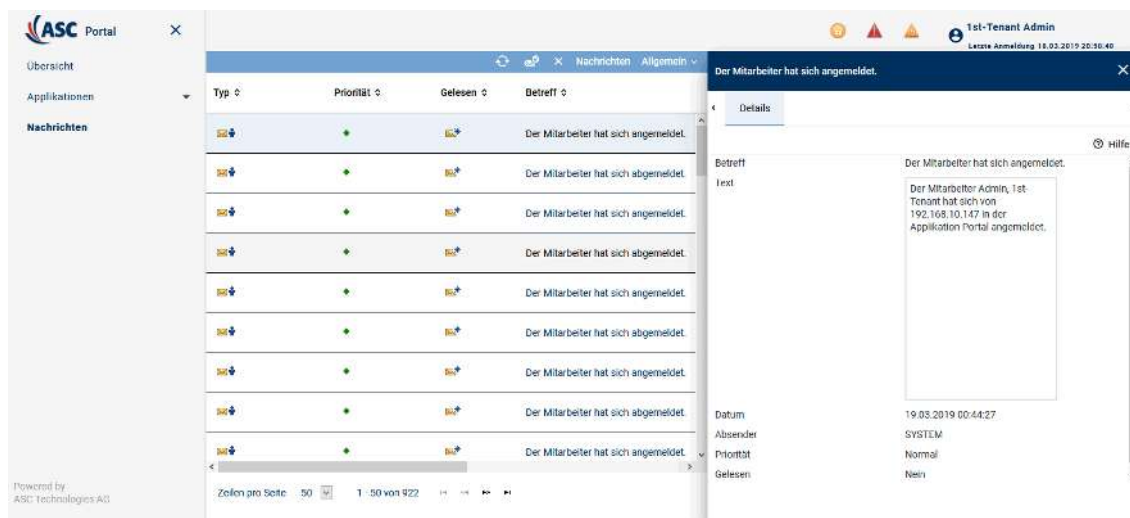 ASC Portal
Übersicht
Applikationen
Nachrichten
Powered by
ASC Technologies AG
1st-Tenant Admin
Letzte Anmeldung 18.03.2019 20:50:40
Nachrichten Allgemein
Typ Priorität Gelesen Betreff
Der Mitarbeiter hat sich angemeldet.
Der Mitarbeiter hat sich abgemeldet.
Der Mitarbeiter hat sich angemeldet.
Der Mitarbeiter hat sich abgemeldet.
Der Mitarbeiter hat sich angemeldet.
Der Mitarbeiter hat sich abgemeldet.
Der Mitarbeiter hat sich angemeldet.
Der Mitarbeiter hat sich abgemeldet.
Der Mitarbeiter hat sich angemeldet.
Zeilen pro Seite 50 1 - 50 von 922
Der Mitarbeiter hat sich angemeldet.
Details
Hilfe
Betreff Der Mitarbeiter hat sich angemeldet.
Text
Der Mitarbeiter Admin, 1st-
Tenant hat sich von
192.168.10.147 in der
Applikation Portal angemeldet.
Datum 19.03.2019 00:44:27
Absender SYSTEM
Priorität Normal
Gelesen Nein